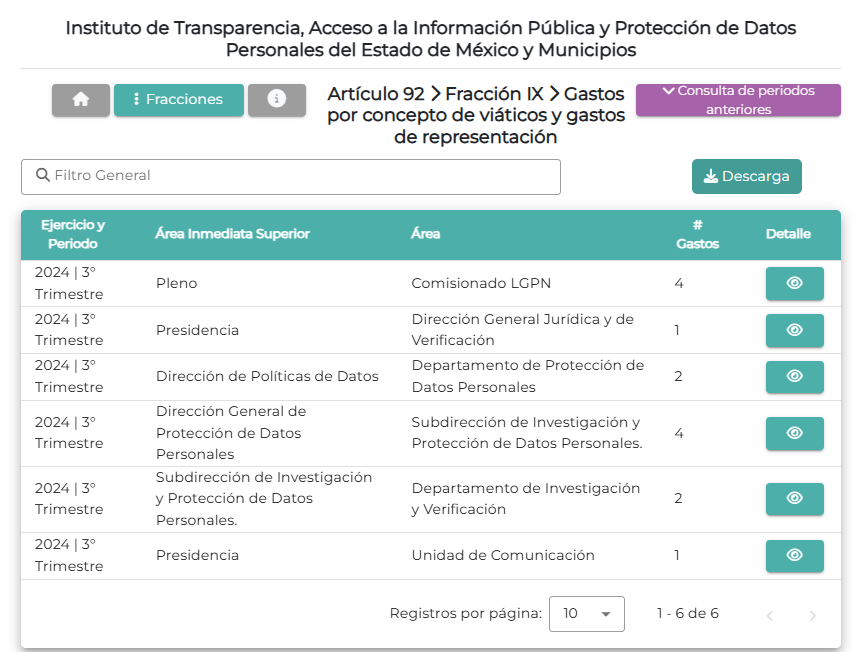 Instituto de Transparencia, Acceso a la Información Pública y Protección de Datos
Personales del Estado de México y Municipios
Fracciones
Artículo 92 > Fracción IX > Gastos
por concepto de viáticos y gastos
de representación
Consulta de periodos
anteriores
Filtro General
Descarga
Ejercicio y
Periodo
Área Inmediata Superior
Área
#
Gastos
Detalle
2024 | 3°
Trimestre
Pleno
Comisionado LGPN
4
2024 | 3°
Trimestre
Presidencia
Dirección General Jurídica y de
Verificación
1
2024 | 3°
Trimestre
Dirección de Políticas de Datos
Departamento de Protección de
Datos Personales
2
2024 | 3°
Trimestre
Dirección General de
Protección de Datos
Personales
Subdirección de Investigación y
Protección de Datos Personales.
4
2024 | 3°
Trimestre
Subdirección de Investigación
y Protección de Datos
Personales.
Departamento de Investigación
y Verificación
2
2024 | 3°
Trimestre
Presidencia
Unidad de Comunicación
1
Registros por página: 10 1 - 6 de 6